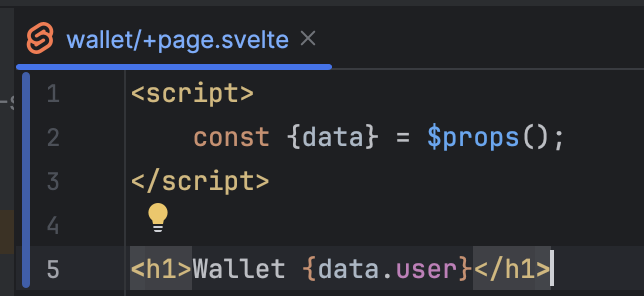 wallet/+page.svelte
1 <script>
2 const {data} = $props();
3 </script>
4
5 <h1>Wallet {data.user}</h1>